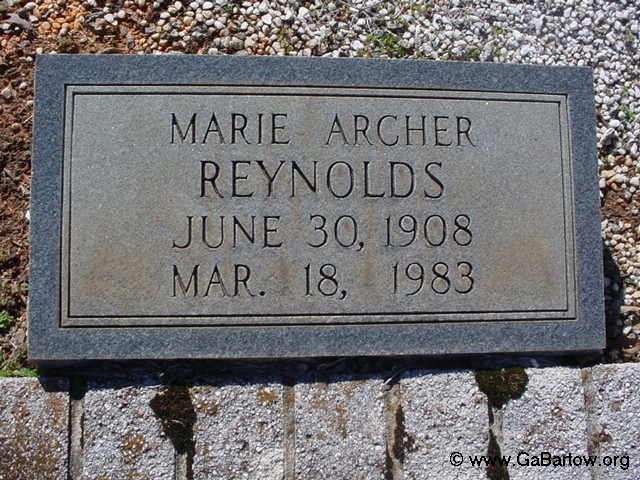 MARIE ARCHER
REYNOLDS
JUNE 30, 1908
MAR. 18, 1983
© www.GaBartow.org